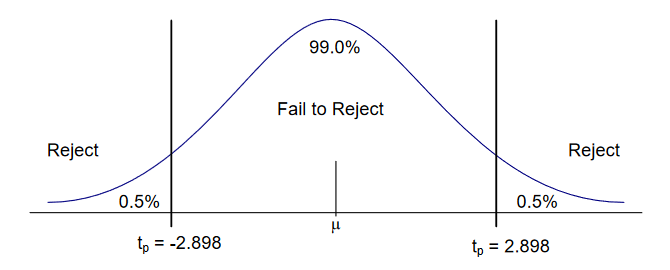 99.0%
Fail to Reject
Reject
Reject
0.5%
0.5%
μ
tp = -2.898
tp = 2.898